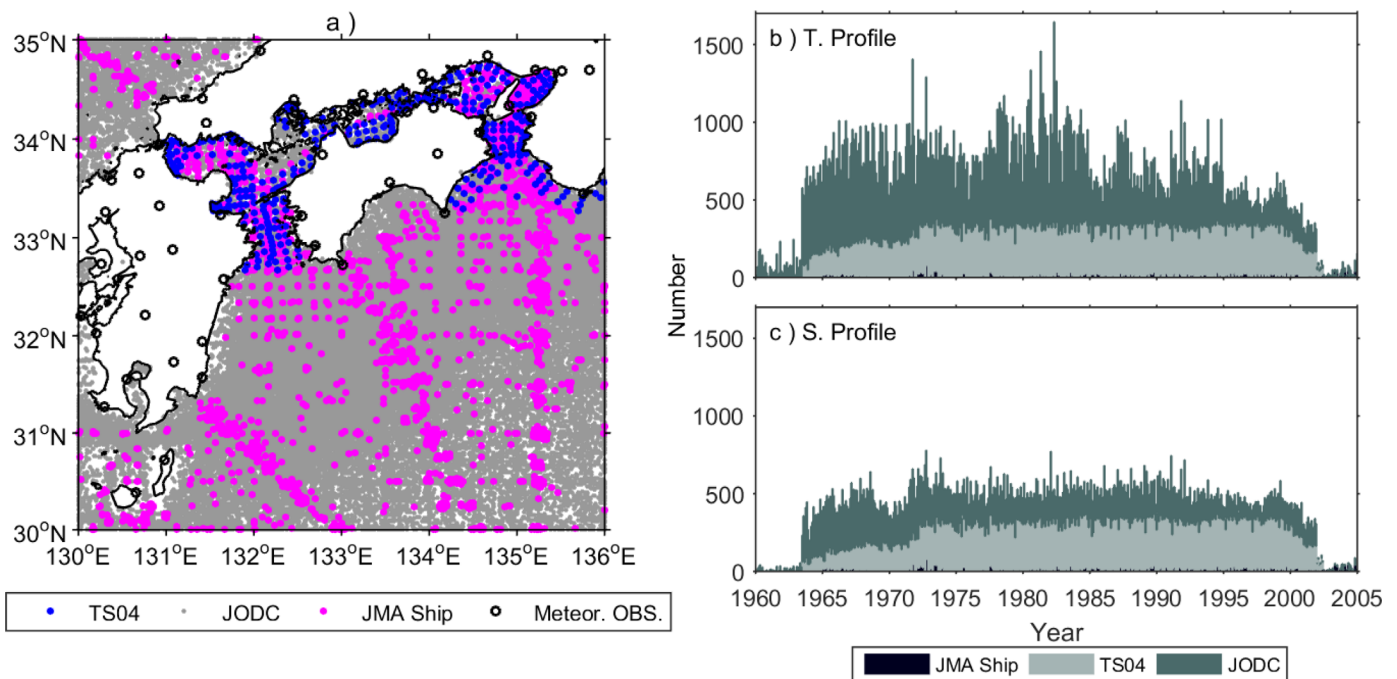 a )
35°N
34°N
33°N
32°N
31°N
30°N
130°E 131°E 132°E 133°E 134°E 135°E 136°E
TS04 JODC JMA Ship Meteor. OBS.
b ) T. Profile
1500
1000
500
0
Number
c ) S. Profile
1500
1000
500
0
1960 1965 1970 1975 1980 1985 1990 1995 2000 2005
Year
JMA Ship TS04 JODC